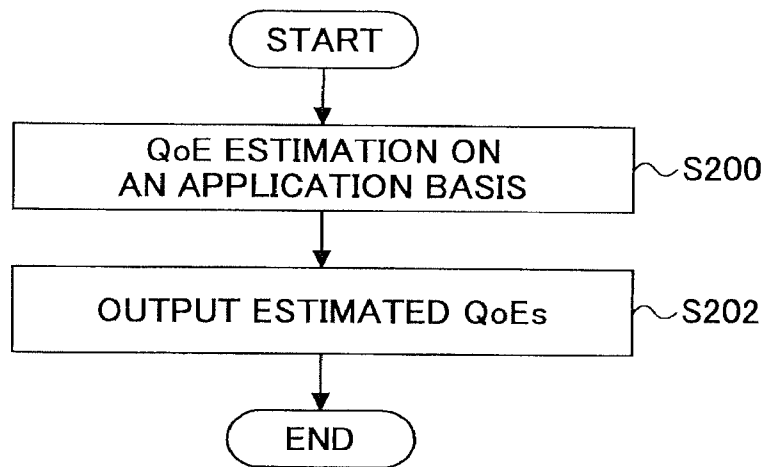 START
QoE ESTIMATION ON
AN APPLICATION BASIS
S200
OUTPUT ESTIMATED QoEs
S202
END